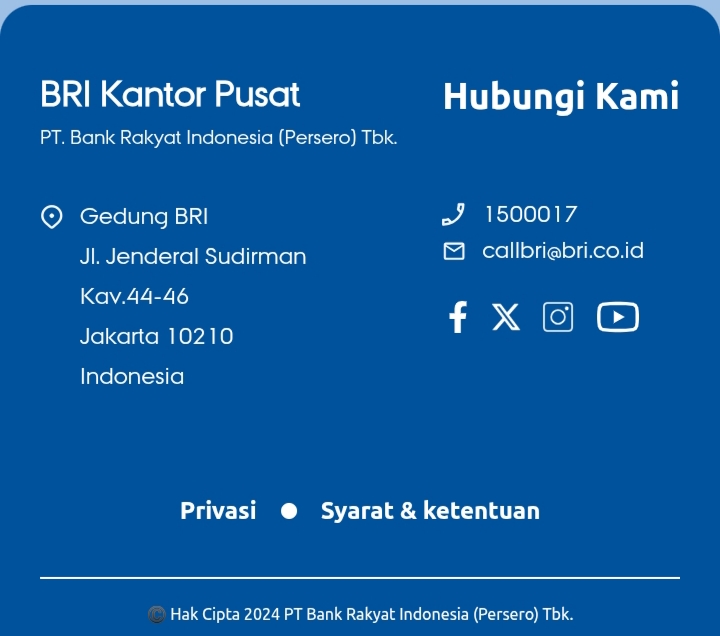 BRI Kantor Pusat
PT. Bank Rakyat Indonesia (Persero) Tbk.
Gedung BRI
Jl. Jenderal Sudirman
Kav.44-46
Jakarta 10210
Indonesia
Hubungi Kami
1500017
callbri@bri.co.id
Privasi ● Syarat & ketentuan
© Hak Cipta 2024 PT Bank Rakyat Indonesia (Persero) Tbk.